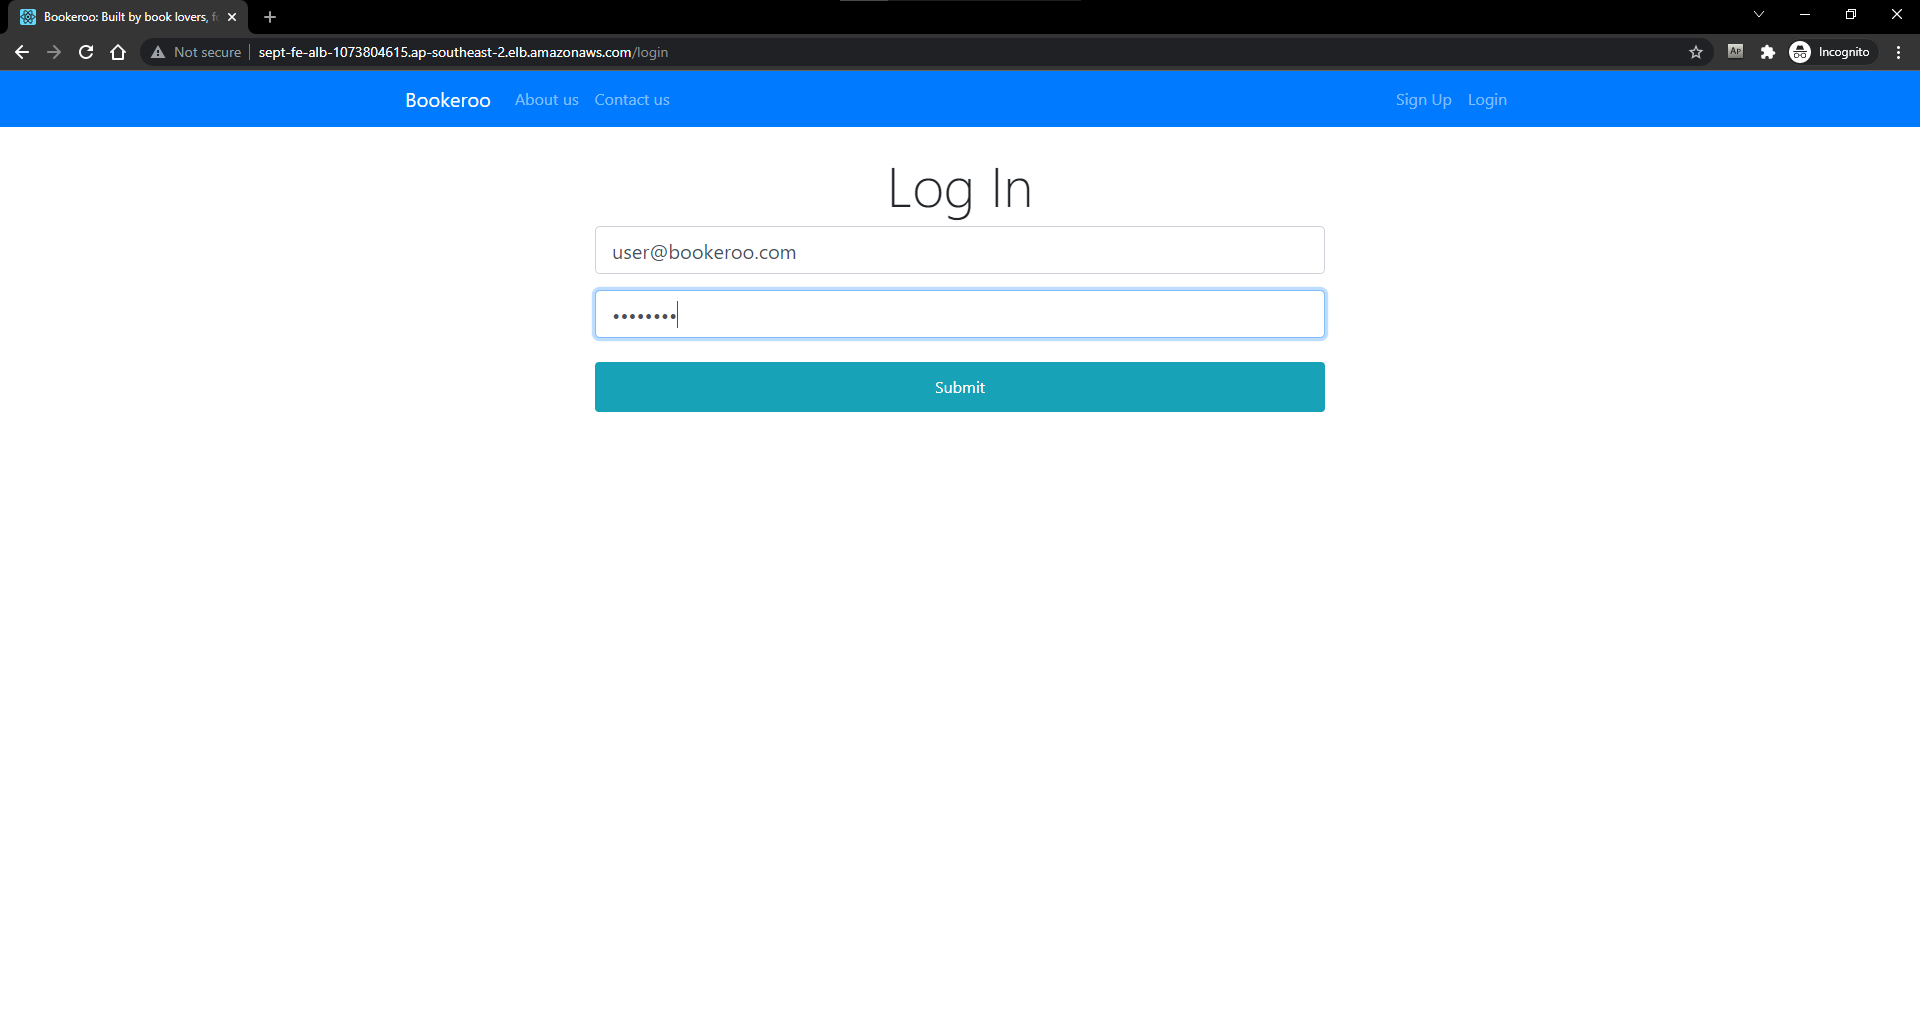 Bookeroo: Built by book lovers, f
Not secure sept-fe-alb-1073804615.ap-southeast-2.elb.amazonaws.com/login AP Incognito
Bookeroo About us Contact us Sign Up Login
Log In
user@bookeroo.com
••••••••
Submit